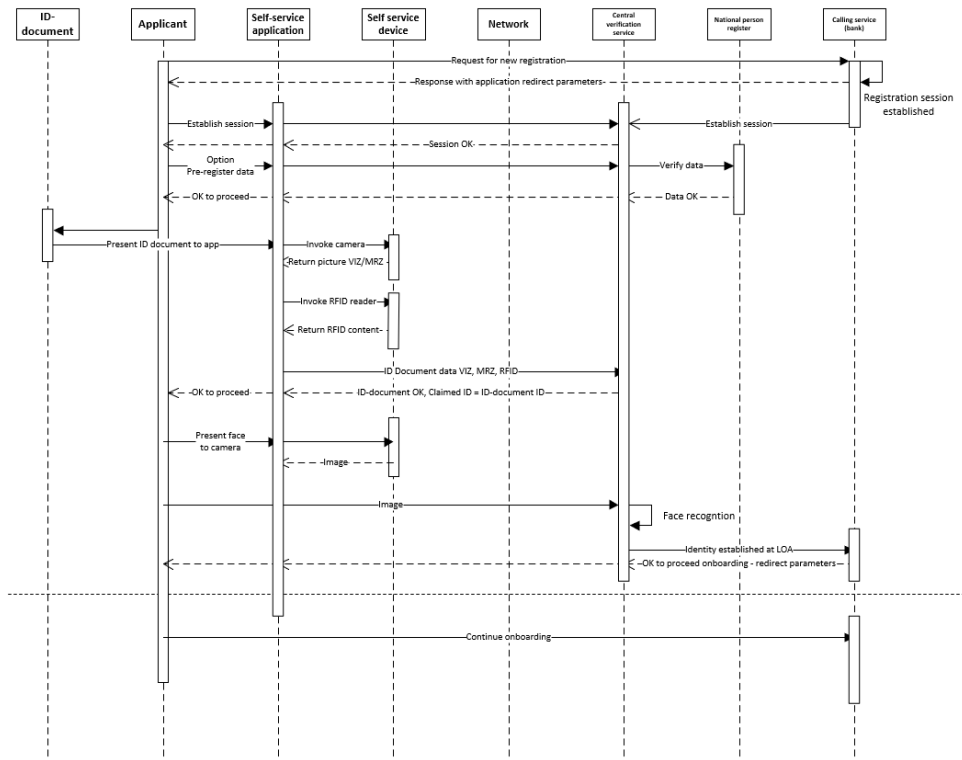 ID-
document
Applicant
Self-service
application
Self service
device
Network
Central
verification
service
National person
register
Calling service
(bank)
Request for new registration
Response with application redirect parameters
Registration session
established
Establish session
Establish session
Session OK
Option
Pre-register data
Verify data
OK to proceed
Data OK
Present ID document to app
Invoke camera
Return picture VIZ/MRZ
Invoke RFID reader
Return RFID content
ID Document data VIZ, MRZ, RFID
OK to proceed
ID-document OK, Claimed ID = ID-document ID
Present face
to camera
Image
Image
Face recogntion
Identity established at LOA
OK to proceed onboarding - redirect parameters
Continue onboarding